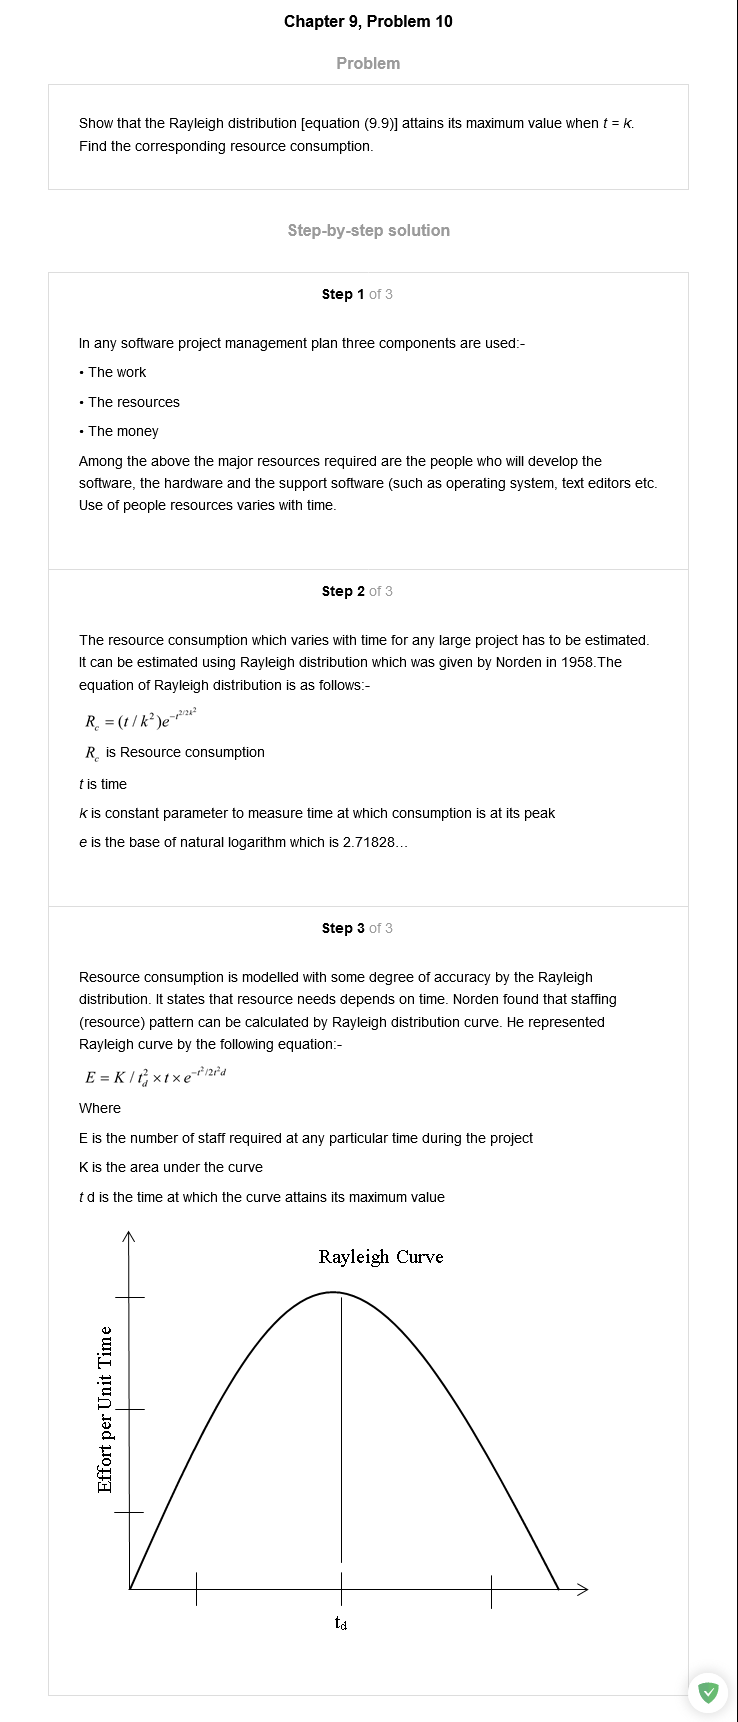 Chapter 9, Problem 10
Problem
Show that the Rayleigh distribution [equation (9.9)] attains its maximum value when t = k.
Find the corresponding resource consumption.
Step-by-step solution
Step 1 of 3
In any software project management plan three components are used:-
• The work
• The resources
• The money
Among the above the major resources required are the people who will develop the
software, the hardware and the support software (such as operating system, text editors etc.
Use of people resources varies with time.
Step 2 of 3
The resource consumption which varies with time for any large project has to be estimated.
It can be estimated using Rayleigh distribution which was given by Norden in 1958.The
equation of Rayleigh distribution is as follows:-
R_c = (t / k^2)e^{-t^{2/2k^2}}
R_c is Resource consumption
t is time
k is constant parameter to measure time at which consumption is at its peak
e is the base of natural logarithm which is 2.71828…
Step 3 of 3
Resource consumption is modelled with some degree of accuracy by the Rayleigh
distribution. It states that resource needs depends on time. Norden found that staffing
(resource) pattern can be calculated by Rayleigh distribution curve. He represented
Rayleigh curve by the following equation:-
E = K / t_d^2 × t × e^{-t^2/2t^2d}
Where
E is the number of staff required at any particular time during the project
K is the area under the curve
t d is the time at which the curve attains its maximum value
Rayleigh Curve
Effort per Unit Time
t_d